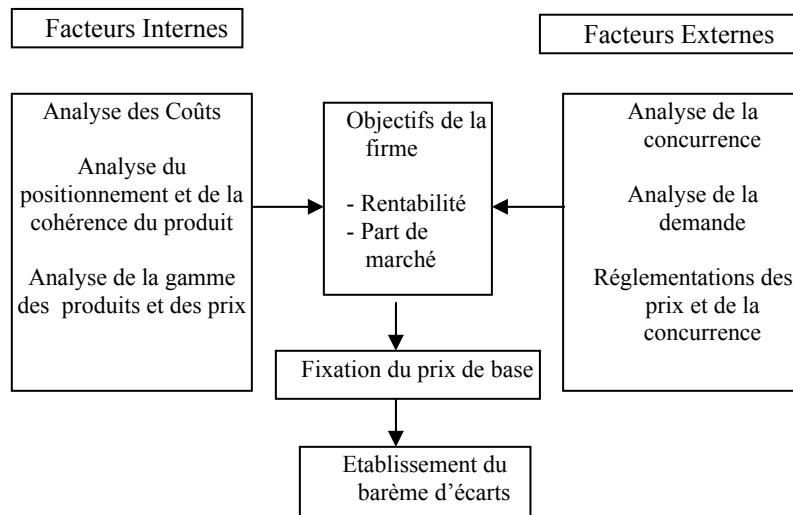 Facteurs Internes
Facteurs Externes
Analyse des Coûts
Analyse du
positionnement et de la
cohérence du produit
Analyse de la gamme
des produits et des prix
Objectifs de la
firme
- Rentabilité
- Part de
marché
Analyse de la
concurrence
Analyse de la
demande
Réglementations des
prix et de la
concurrence
Fixation du prix de base
Etablissement du
barème d’écarts